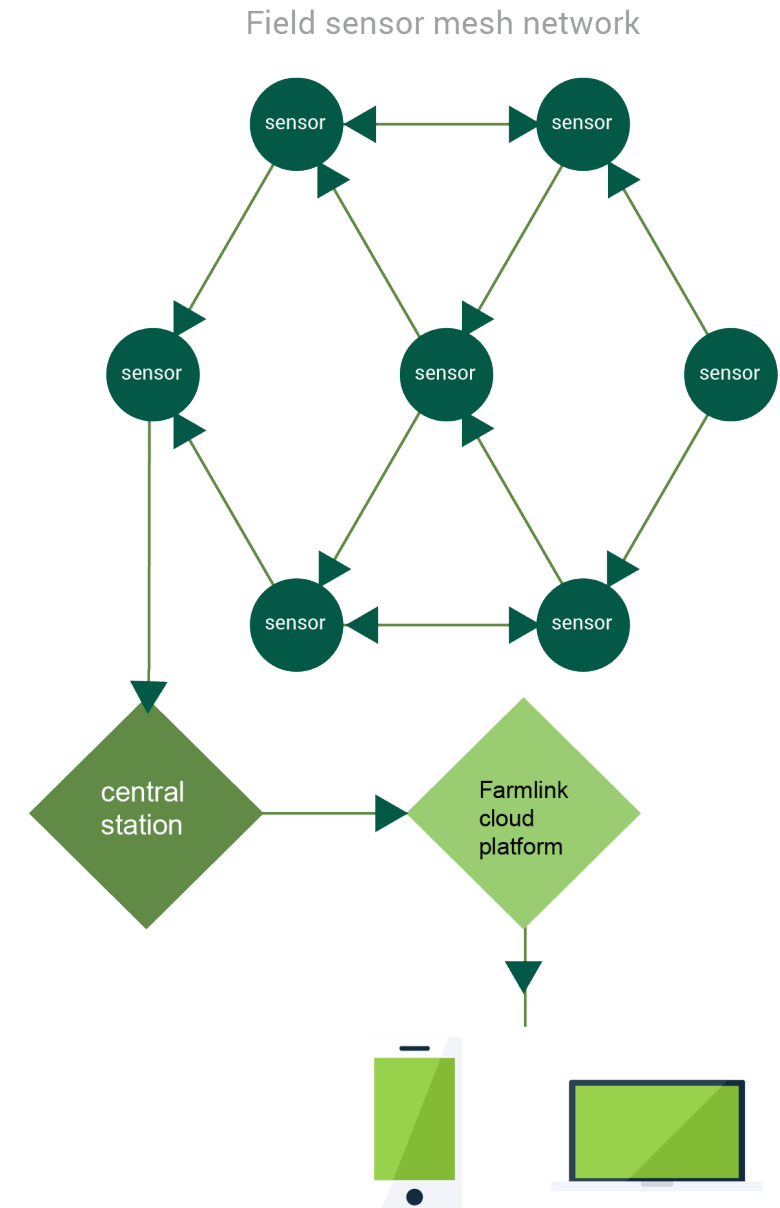 Field sensor mesh network
sensor
sensor
sensor
sensor
sensor
sensor
sensor
central
station
Farmlink
cloud
platform